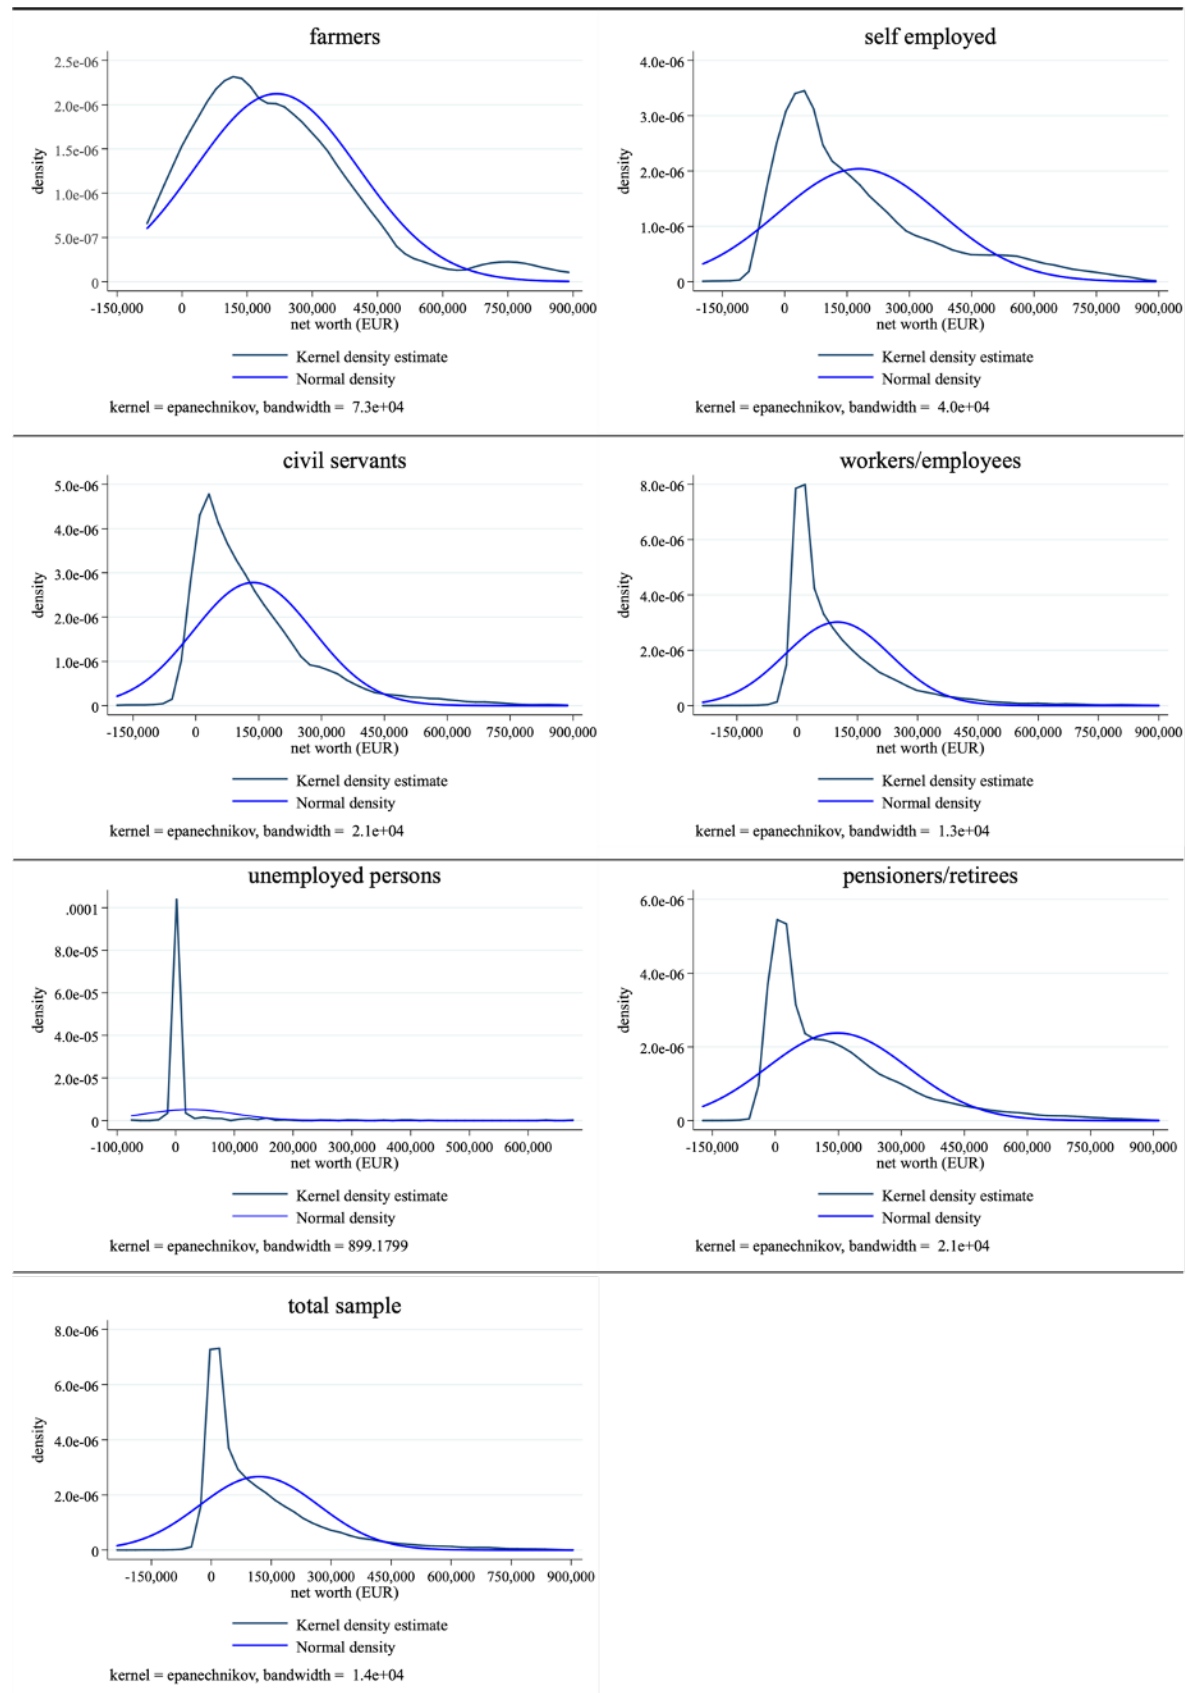 farmers
2.5e-06
2.0e-06
1.5e-06
1.0e-06
5.0e-07
0
density
-150,000 0 150,000 300,000 450,000 600,000 750,000 900,000
net worth (EUR)
Kernel density estimate
Normal density
kernel = epanechnikov, bandwidth = 7.3e+04
self employed
4.0e-06
3.0e-06
2.0e-06
1.0e-06
0
density
-150,000 0 150,000 300,000 450,000 600,000 750,000 900,000
net worth (EUR)
Kernel density estimate
Normal density
kernel = epanechnikov, bandwidth = 4.0e+04
civil servants
5.0e-06
4.0e-06
3.0e-06
2.0e-06
1.0e-06
0
density
-150,000 0 150,000 300,000 450,000 600,000 750,000 900,000
net worth (EUR)
Kernel density estimate
Normal density
kernel = epanechnikov, bandwidth = 2.1e+04
workers/employees
8.0e-06
6.0e-06
4.0e-06
2.0e-06
0
density
-150,000 0 150,000 300,000 450,000 600,000 750,000 900,000
net worth (EUR)
Kernel density estimate
Normal density
kernel = epanechnikov, bandwidth = 1.3e+04
unemployed persons
.0001
8.0e-05
6.0e-05
4.0e-05
2.0e-05
0
density
-100,000 0 100,000 200,000 300,000 400,000 500,000 600,000
net worth (EUR)
Kernel density estimate
Normal density
kernel = epanechnikov, bandwidth = 899.1799
pensioners/retirees
6.0e-06
4.0e-06
2.0e-06
0
density
-150,000 0 150,000 300,000 450,000 600,000 750,000 900,000
net worth (EUR)
Kernel density estimate
Normal density
kernel = epanechnikov, bandwidth = 2.1e+04
total sample
8.0e-06
6.0e-06
4.0e-06
2.0e-06
0
density
-150,000 0 150,000 300,000 450,000 600,000 750,000 900,000
net worth (EUR)
Kernel density estimate
Normal density
kernel = epanechnikov, bandwidth = 1.4e+04